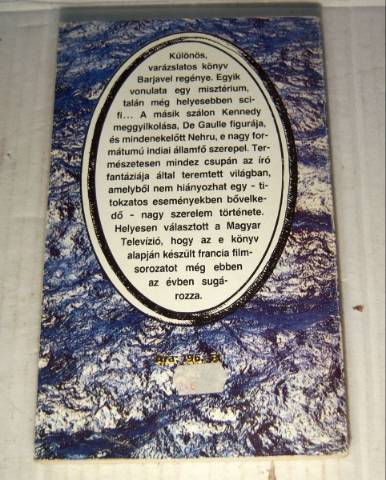 Különös,
varázslatos könyv
Barjavel regénye. Egyik
vonulata egy misztérium,
talán még helyesebben sci-
fi... A másik szálon Kennedy
meggyilkolása, De Gaulle figurája,
és mindenekelőtt Nehru, e nagy for-
mátumú indiai államfő szerepel. Ter-
mészetesen mindez csupán az író
fantáziája által teremtett világban,
amelyből nem hiányozhat egy - ti-
tokzatos eseményekben bővelke-
dő - nagy szerelem története.
Helyesen választott a Magyar
Televízió, hogy az e könyv
alapján készült francia film-
sorozatot még ebben
az évben sugá-
rozza.